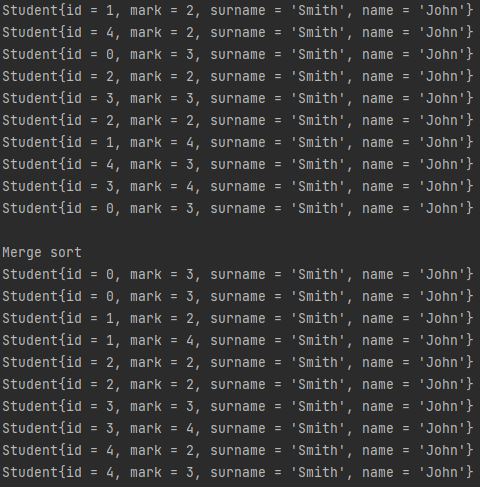 Student{id = 1, mark = 2, surname = 'Smith', name = 'John'}
Student{id = 4, mark = 2, surname = 'Smith', name = 'John'}
Student{id = 0, mark = 3, surname = 'Smith', name = 'John'}
Student{id = 2, mark = 2, surname = 'Smith', name = 'John'}
Student{id = 3, mark = 3, surname = 'Smith', name = 'John'}
Student{id = 2, mark = 2, surname = 'Smith', name = 'John'}
Student{id = 1, mark = 4, surname = 'Smith', name = 'John'}
Student{id = 4, mark = 3, surname = 'Smith', name = 'John'}
Student{id = 3, mark = 4, surname = 'Smith', name = 'John'}
Student{id = 0, mark = 3, surname = 'Smith', name = 'John'}

Merge sort
Student{id = 0, mark = 3, surname = 'Smith', name = 'John'}
Student{id = 0, mark = 3, surname = 'Smith', name = 'John'}
Student{id = 1, mark = 2, surname = 'Smith', name = 'John'}
Student{id = 1, mark = 4, surname = 'Smith', name = 'John'}
Student{id = 2, mark = 2, surname = 'Smith', name = 'John'}
Student{id = 2, mark = 2, surname = 'Smith', name = 'John'}
Student{id = 3, mark = 3, surname = 'Smith', name = 'John'}
Student{id = 3, mark = 4, surname = 'Smith', name = 'John'}
Student{id = 4, mark = 2, surname = 'Smith', name = 'John'}
Student{id = 4, mark = 3, surname = 'Smith', name = 'John'}